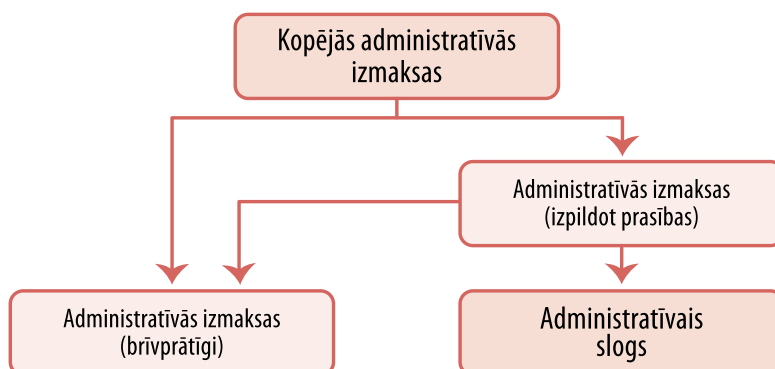 Kopējās administratīvās
izmaksas
Administratīvās izmaksas
(izpildot prasības)
Administratīvās izmaksas
(brīvprātīgi)
Administratīvais
slogs